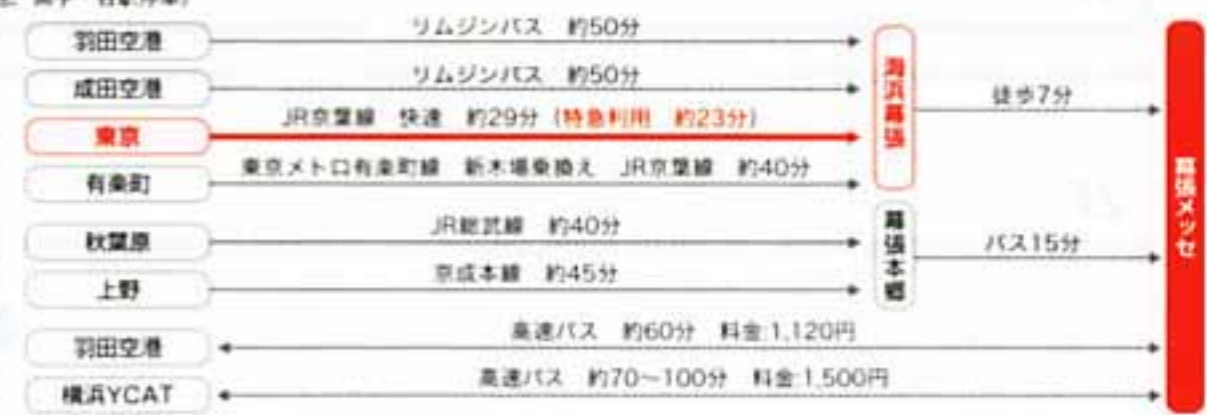 羽田空港
リムジンバス 約50分
成田空港
リムジンバス 約50分
東京
JR京葉線 快速 約29分(特急利用 約23分)
有楽町
東京メトロ有楽町線 新木場乗換え JR京葉線 約40分
海浜幕張
徒歩7分
秋葉原
JR総武線 約40分
上野
京成本線 約45分
幕張本郷
バス15分
羽田空港
高速バス 約60分 料金:1,120円
横浜YCAT
高速バス 約70〜100分 料金:1,500円
幕張メッセ